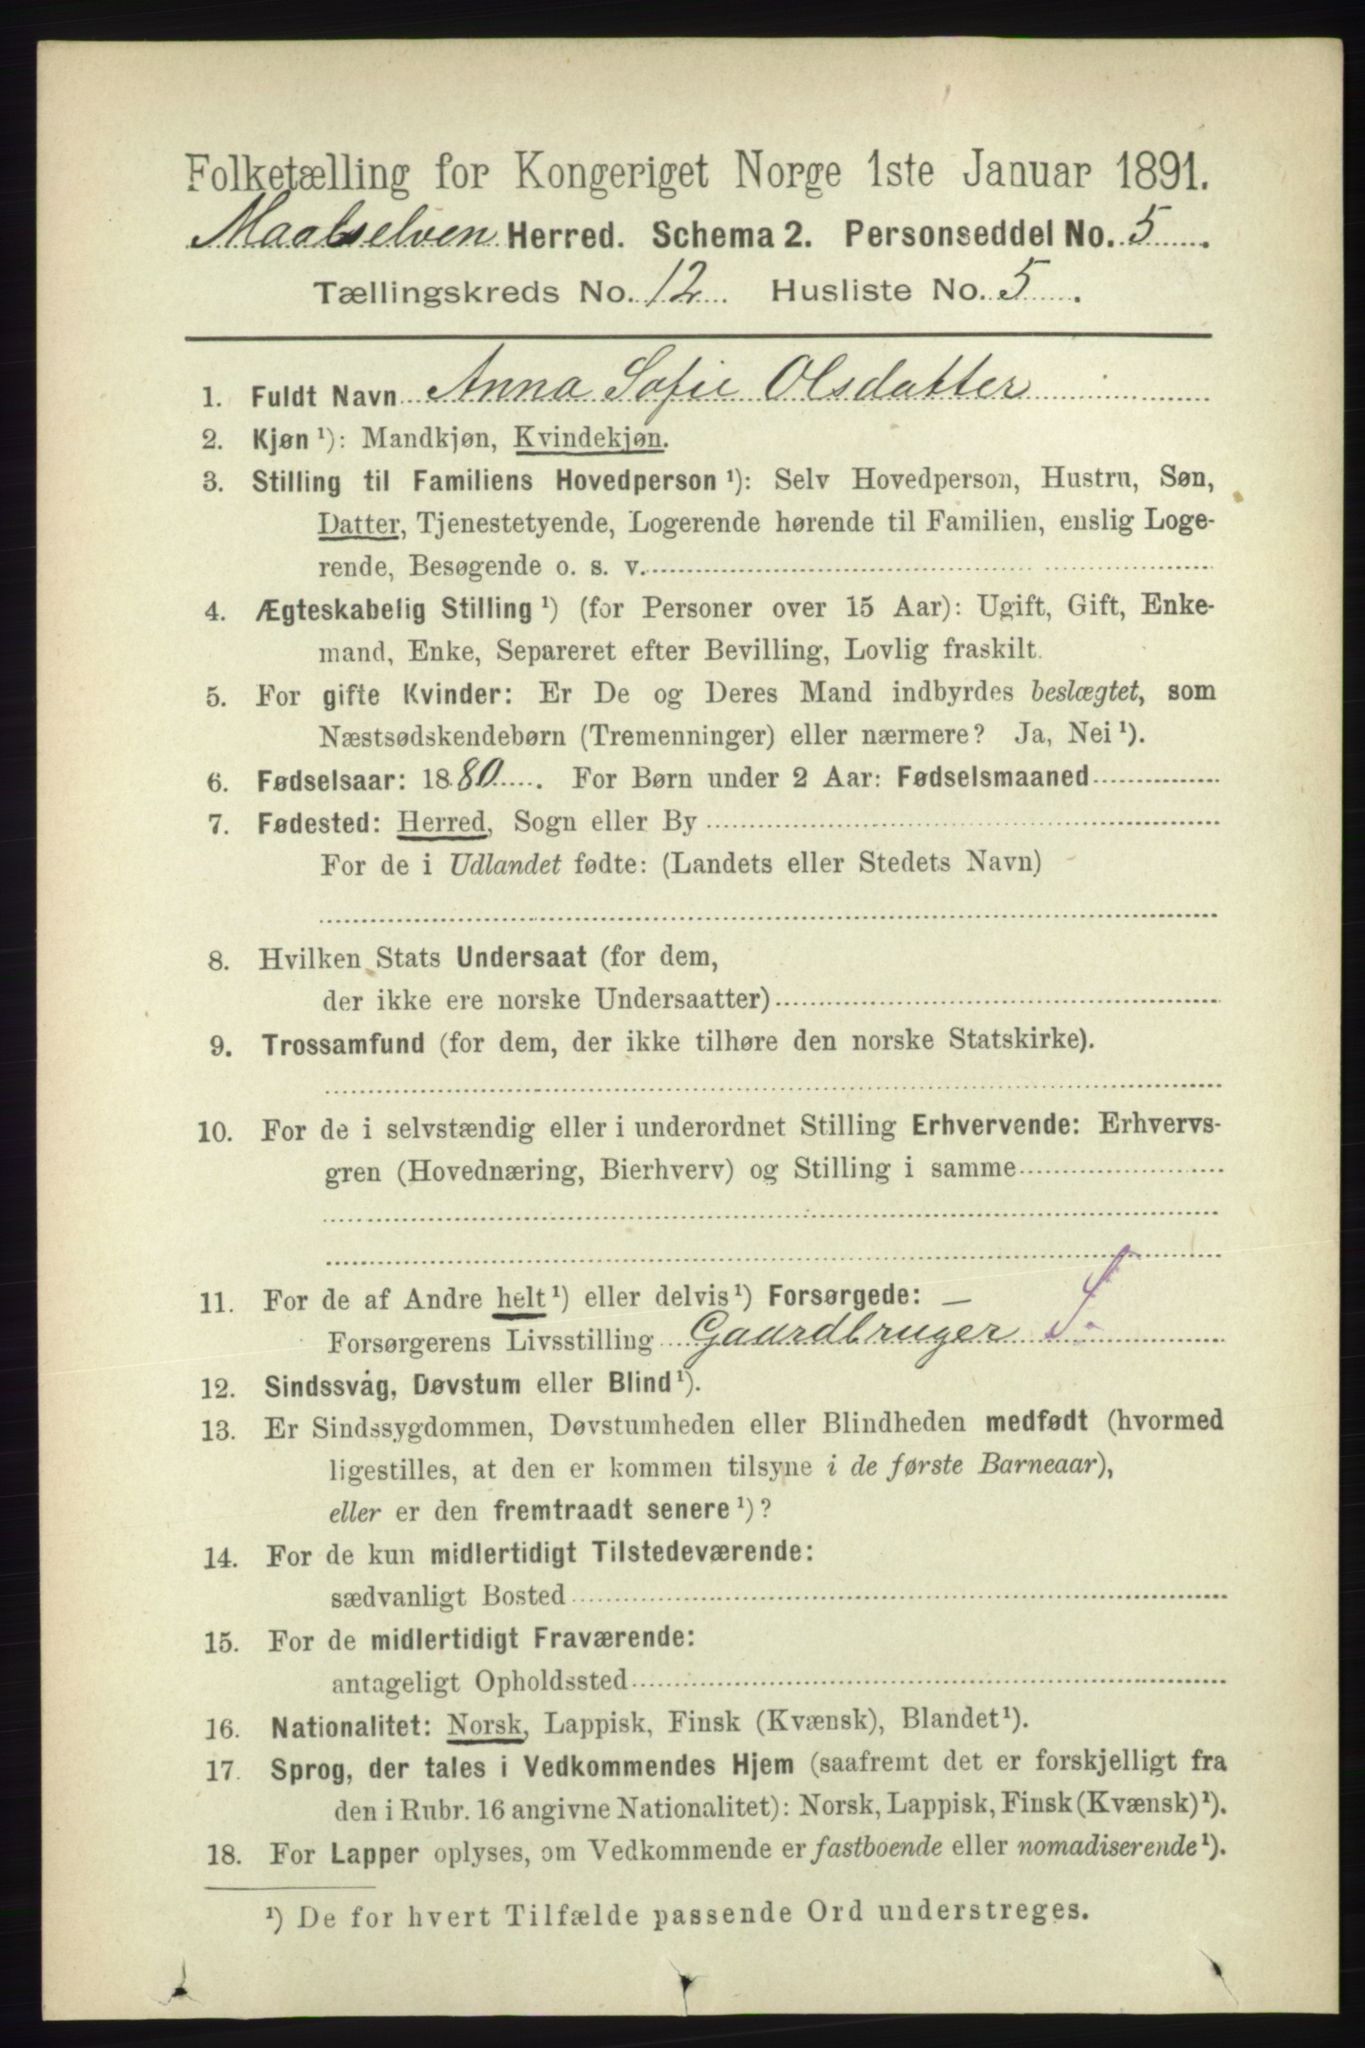 Folketælling for Kongeriget Norge 1ste Januar 1891.
Maalselven Herred. Schema 2. Personseddel No. 5
Tællingskreds No. 12 Husliste No. 5
1. Fuldt Navn Anna Sofie Olsdatter
2. Kjøn ¹): Mandkjøn, Kvindekjøn.
3. Stilling til Familiens Hovedperson ¹): Selv Hovedperson, Hustru, Søn,
Datter, Tjenestetyende, Logerende hørende til Familien, enslig Loge-
rende, Besøgende o. s. v.
4. Ægteskabelig Stilling ¹) (for Personer over 15 Aar): Ugift, Gift, Enke-
mand, Enke, Separeret efter Bevilling, Lovlig fraskilt.
5. For gifte Kvinder: Er De og Deres Mand indbyrdes beslægtet, som
Næstsødskendebørn (Tremenninger) eller nærmere? Ja, Nei ¹).
6. Fødselsaar: 1880. For Børn under 2 Aar: Fødselsmaaned
7. Fødested: Herred, Sogn eller By
For de i Udlandet fødte: (Landets eller Stedets Navn)
8. Hvilken Stats Undersaat (for dem,
der ikke ere norske Undersaatter)
9. Trossamfund (for dem, der ikke tilhøre den norske Statskirke).
10. For de i selvstændig eller i underordnet Stilling Erhvervende: Erhvervs-
gren (Hovednæring, Bierhverv) og Stilling i samme
11. For de af Andre helt ¹) eller delvis ¹) Forsørgede: –
Forsørgerens Livsstilling Gaardbruger S.
12. Sindssvåg, Døvstum eller Blind ¹).
13. Er Sindssygdommen, Døvstumheden eller Blindheden medfødt (hvormed
ligestilles, at den er kommen tilsyne i de første Barneaar),
eller er den fremtraadt senere ¹)?
14. For de kun midlertidigt Tilstedeværende:
sædvanligt Bosted
15. For de midlertidigt Fraværende:
antageligt Opholdssted
16. Nationalitet: Norsk, Lappisk, Finsk (Kvænsk), Blandet ¹).
17. Sprog, der tales i Vedkommendes Hjem (saafremt det er forskjelligt fra
den i Rubr. 16 angivne Nationalitet): Norsk, Lappisk, Finsk (Kvænsk) ¹).
18. For Lapper oplyses, om Vedkommende er fastboende eller nomadiserende ¹).
¹) De for hvert Tilfælde passende Ord understreges.